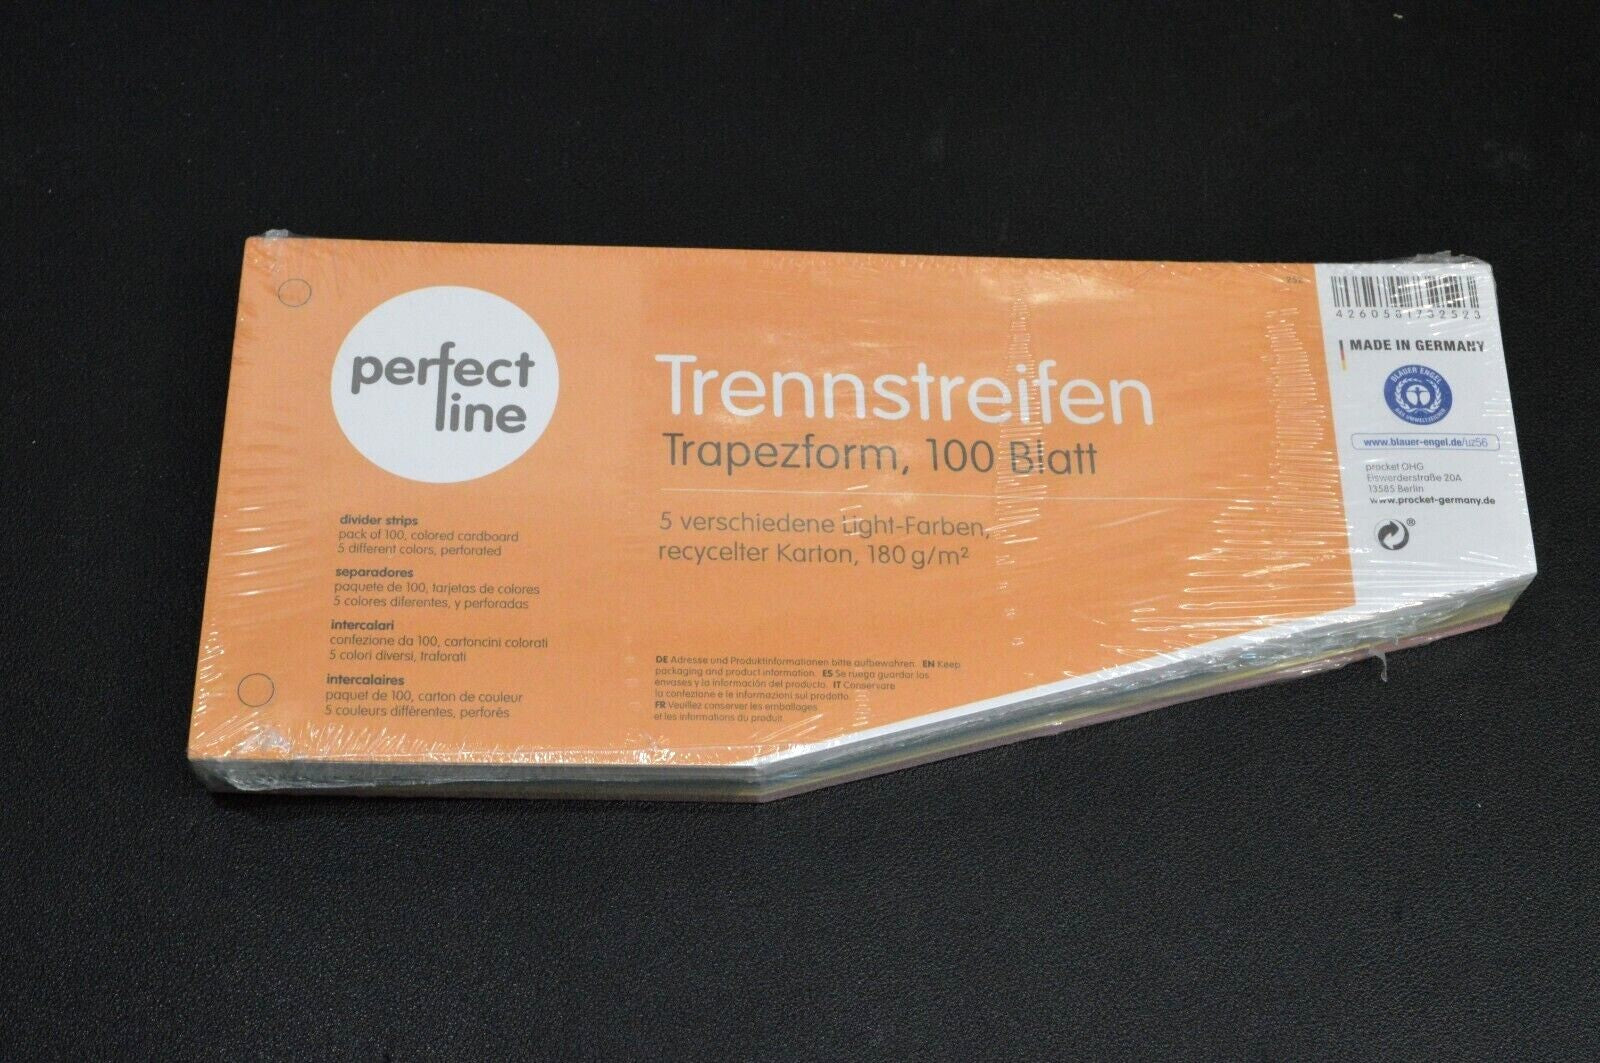 perfect
line
Trennstreifen
Trapezform, 100 Blatt
5 verschiedene Light-Farben,
recycelter Karton, 180 g/m²
divider strips
pack of 100, colored cardboard
5 different colors, perforated
separadores
paquete de 100, tarjetas de colores
5 colores diferentes, y perforadas
intercalari
confezione da 100, cartoncini colorati
5 colori diversi, traforati
intercalaires
paquet de 100, carton de couleur
5 couleurs différentes, perforés
DE Adresse und Produktinformationen bitte aufbewahren. EN Keep
packaging and product information. ES Se ruega guardar los
envases y la información del producto. IT Conservare
la confezione e le informazioni sul prodotto.
FR Veuillez conserver les emballages
et les informations du produit.
4260581732523
MADE IN GERMANY
BLAUER ENGEL
DAS UMWELTZEICHEN
www.blauer-engel.de/uz56
procket OHG
Eiswerderstraße 20A
13585 Berlin
www.procket-germany.de
®